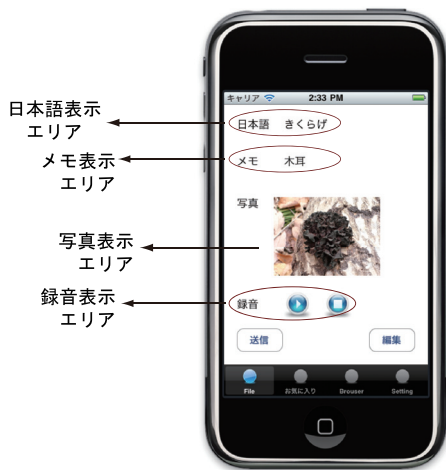 日本語表示
エリア
メモ表示
エリア
写真表示
エリア
録音表示
エリア
キャリア 2:33 PM
日本語 きくらげ
メモ 木耳
写真
録音
送信 編集
File お気に入り Brouser Setting